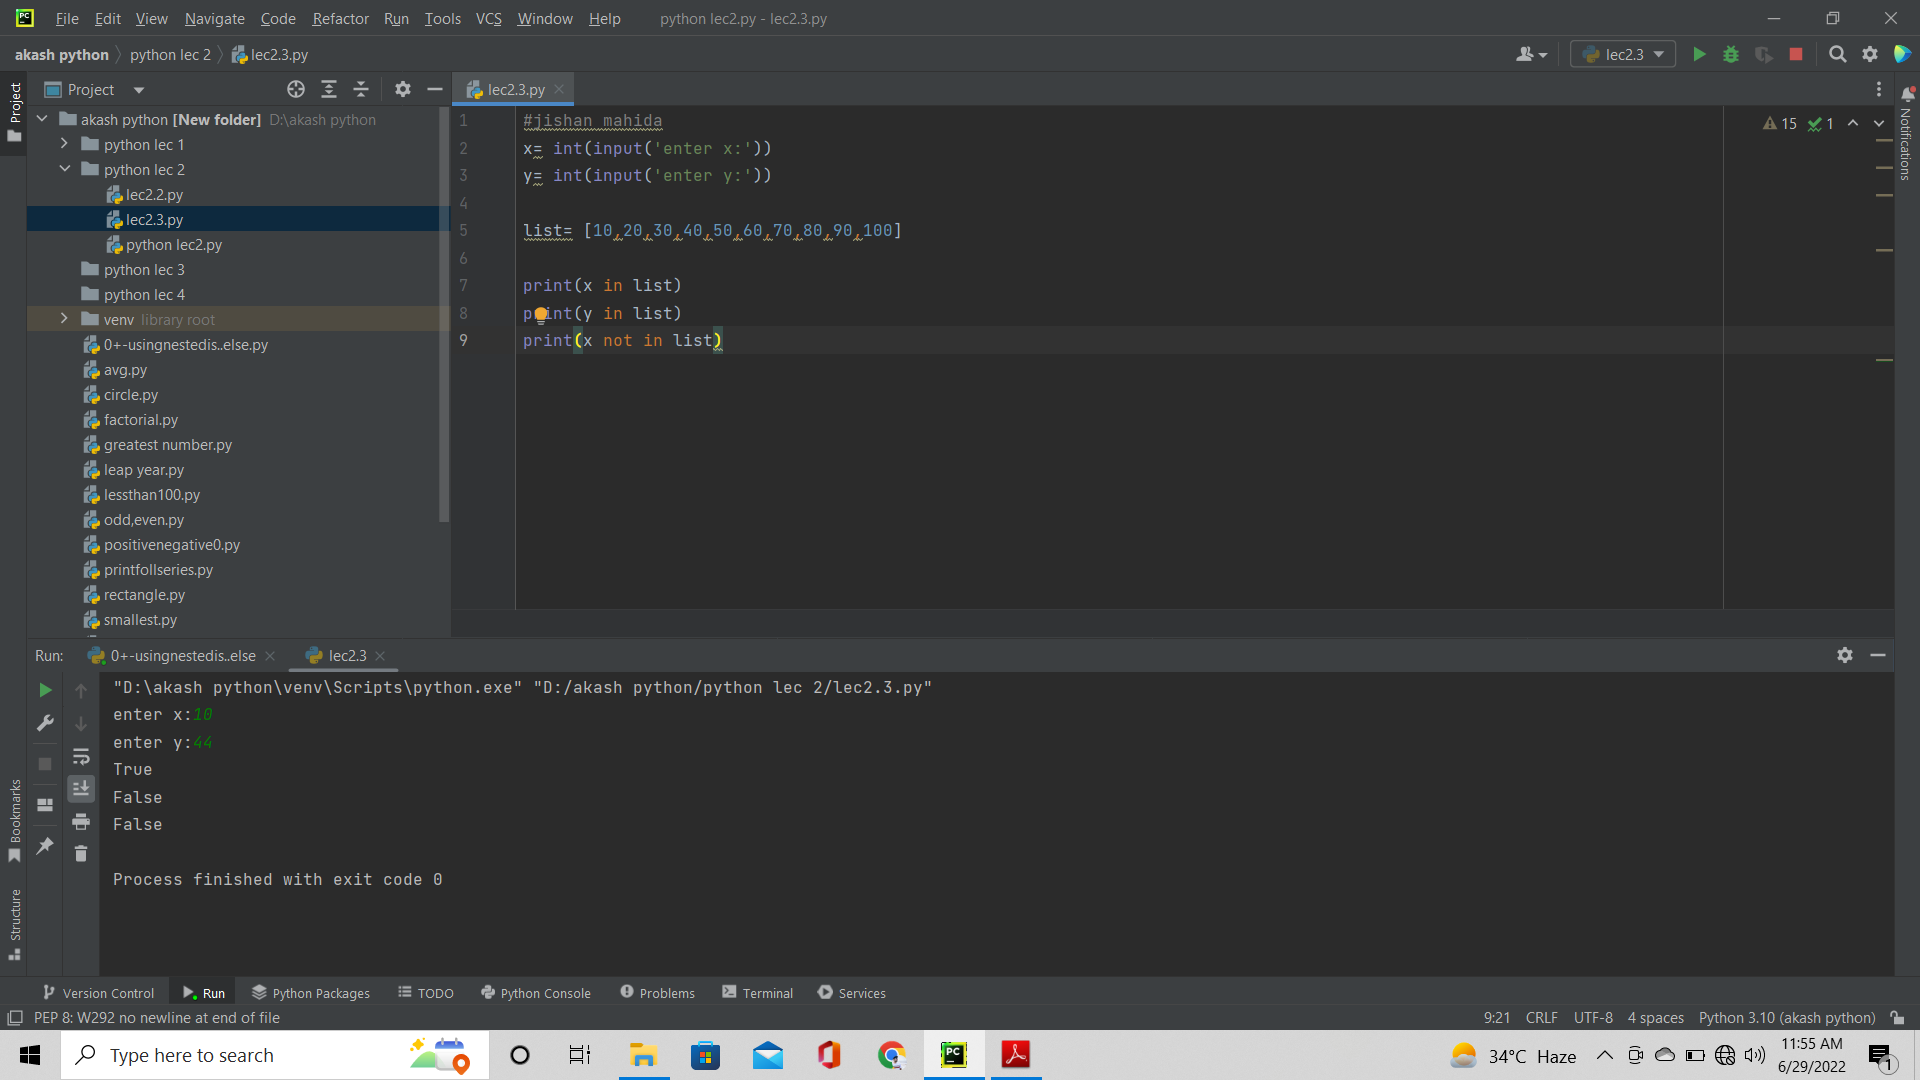 PC File Edit View Navigate Code Refactor Run Tools VCS Window Help python lec2.py - lec2.3.py
akash python python lec 2 lec2.3.py lec2.3
Project Project lec2.3.py
akash python [New folder] D:\akash python
python lec 1
python lec 2
lec2.2.py
lec2.3.py
python lec2.py
python lec 3
python lec 4
venv library root
0+-usingnestedis..else.py
avg.py
circle.py
factorial.py
greatest number.py
leap year.py
lessthan100.py
odd,even.py
positivenegative0.py
printfollseries.py
rectangle.py
smallest.py
1 #jishan mahida
2 x= int(input('enter x:'))
3 y= int(input('enter y:'))
4
5 list= [10,20,30,40,50,60,70,80,90,100]
6
7 print(x in list)
8 print(y in list)
9 print(x not in list)
15 1
Notifications
Run: 0+-usingnestedis..else lec2.3
"D:\akash python\venv\Scripts\python.exe" "D:/akash python/python lec 2/lec2.3.py"
enter x:10
enter y:44
True
False
False
Process finished with exit code 0
Bookmarks
Structure
Version Control Run Python Packages TODO Python Console Problems Terminal Services
PEP 8: W292 no newline at end of file 9:21 CRLF UTF-8 4 spaces Python 3.10 (akash python)
Type here to search PC 34°C Haze 11:55 AM
6/29/2022 1